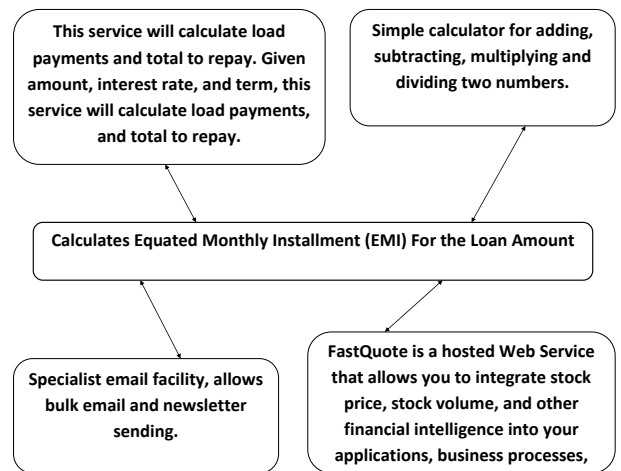 This service will calculate load
payments and total to repay. Given
amount, interest rate, and term, this
service will calculate load payments,
and total to repay.
Simple calculator for adding,
subtracting, multiplying and
dividing two numbers.
Calculates Equated Monthly Installment (EMI) For the Loan Amount
Specialist email facility, allows
bulk email and newsletter
sending.
FastQuote is a hosted Web Service
that allows you to integrate stock
price, stock volume, and other
financial intelligence into your
applications, business processes,